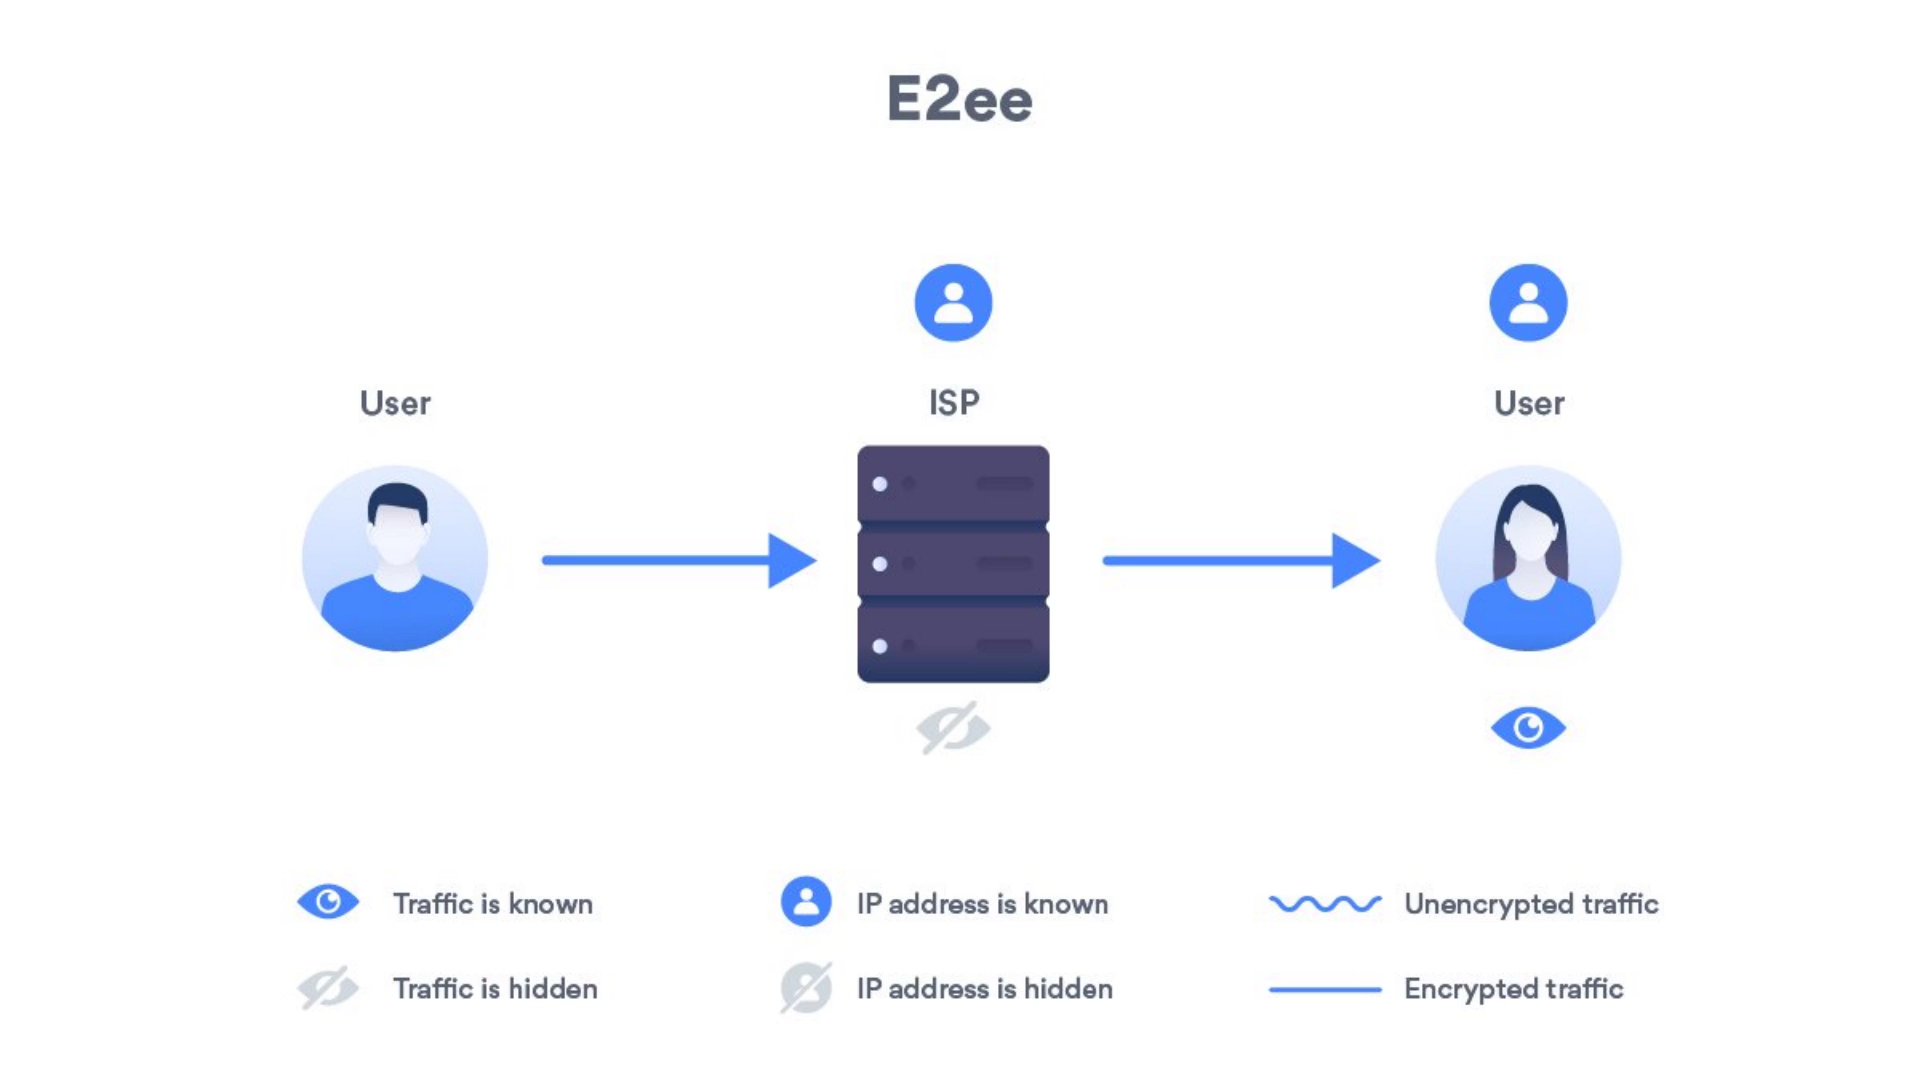 E2ee
User
ISP
User
Traffic is known
IP address is known
Unencrypted traffic
Traffic is hidden
IP address is hidden
Encrypted traffic